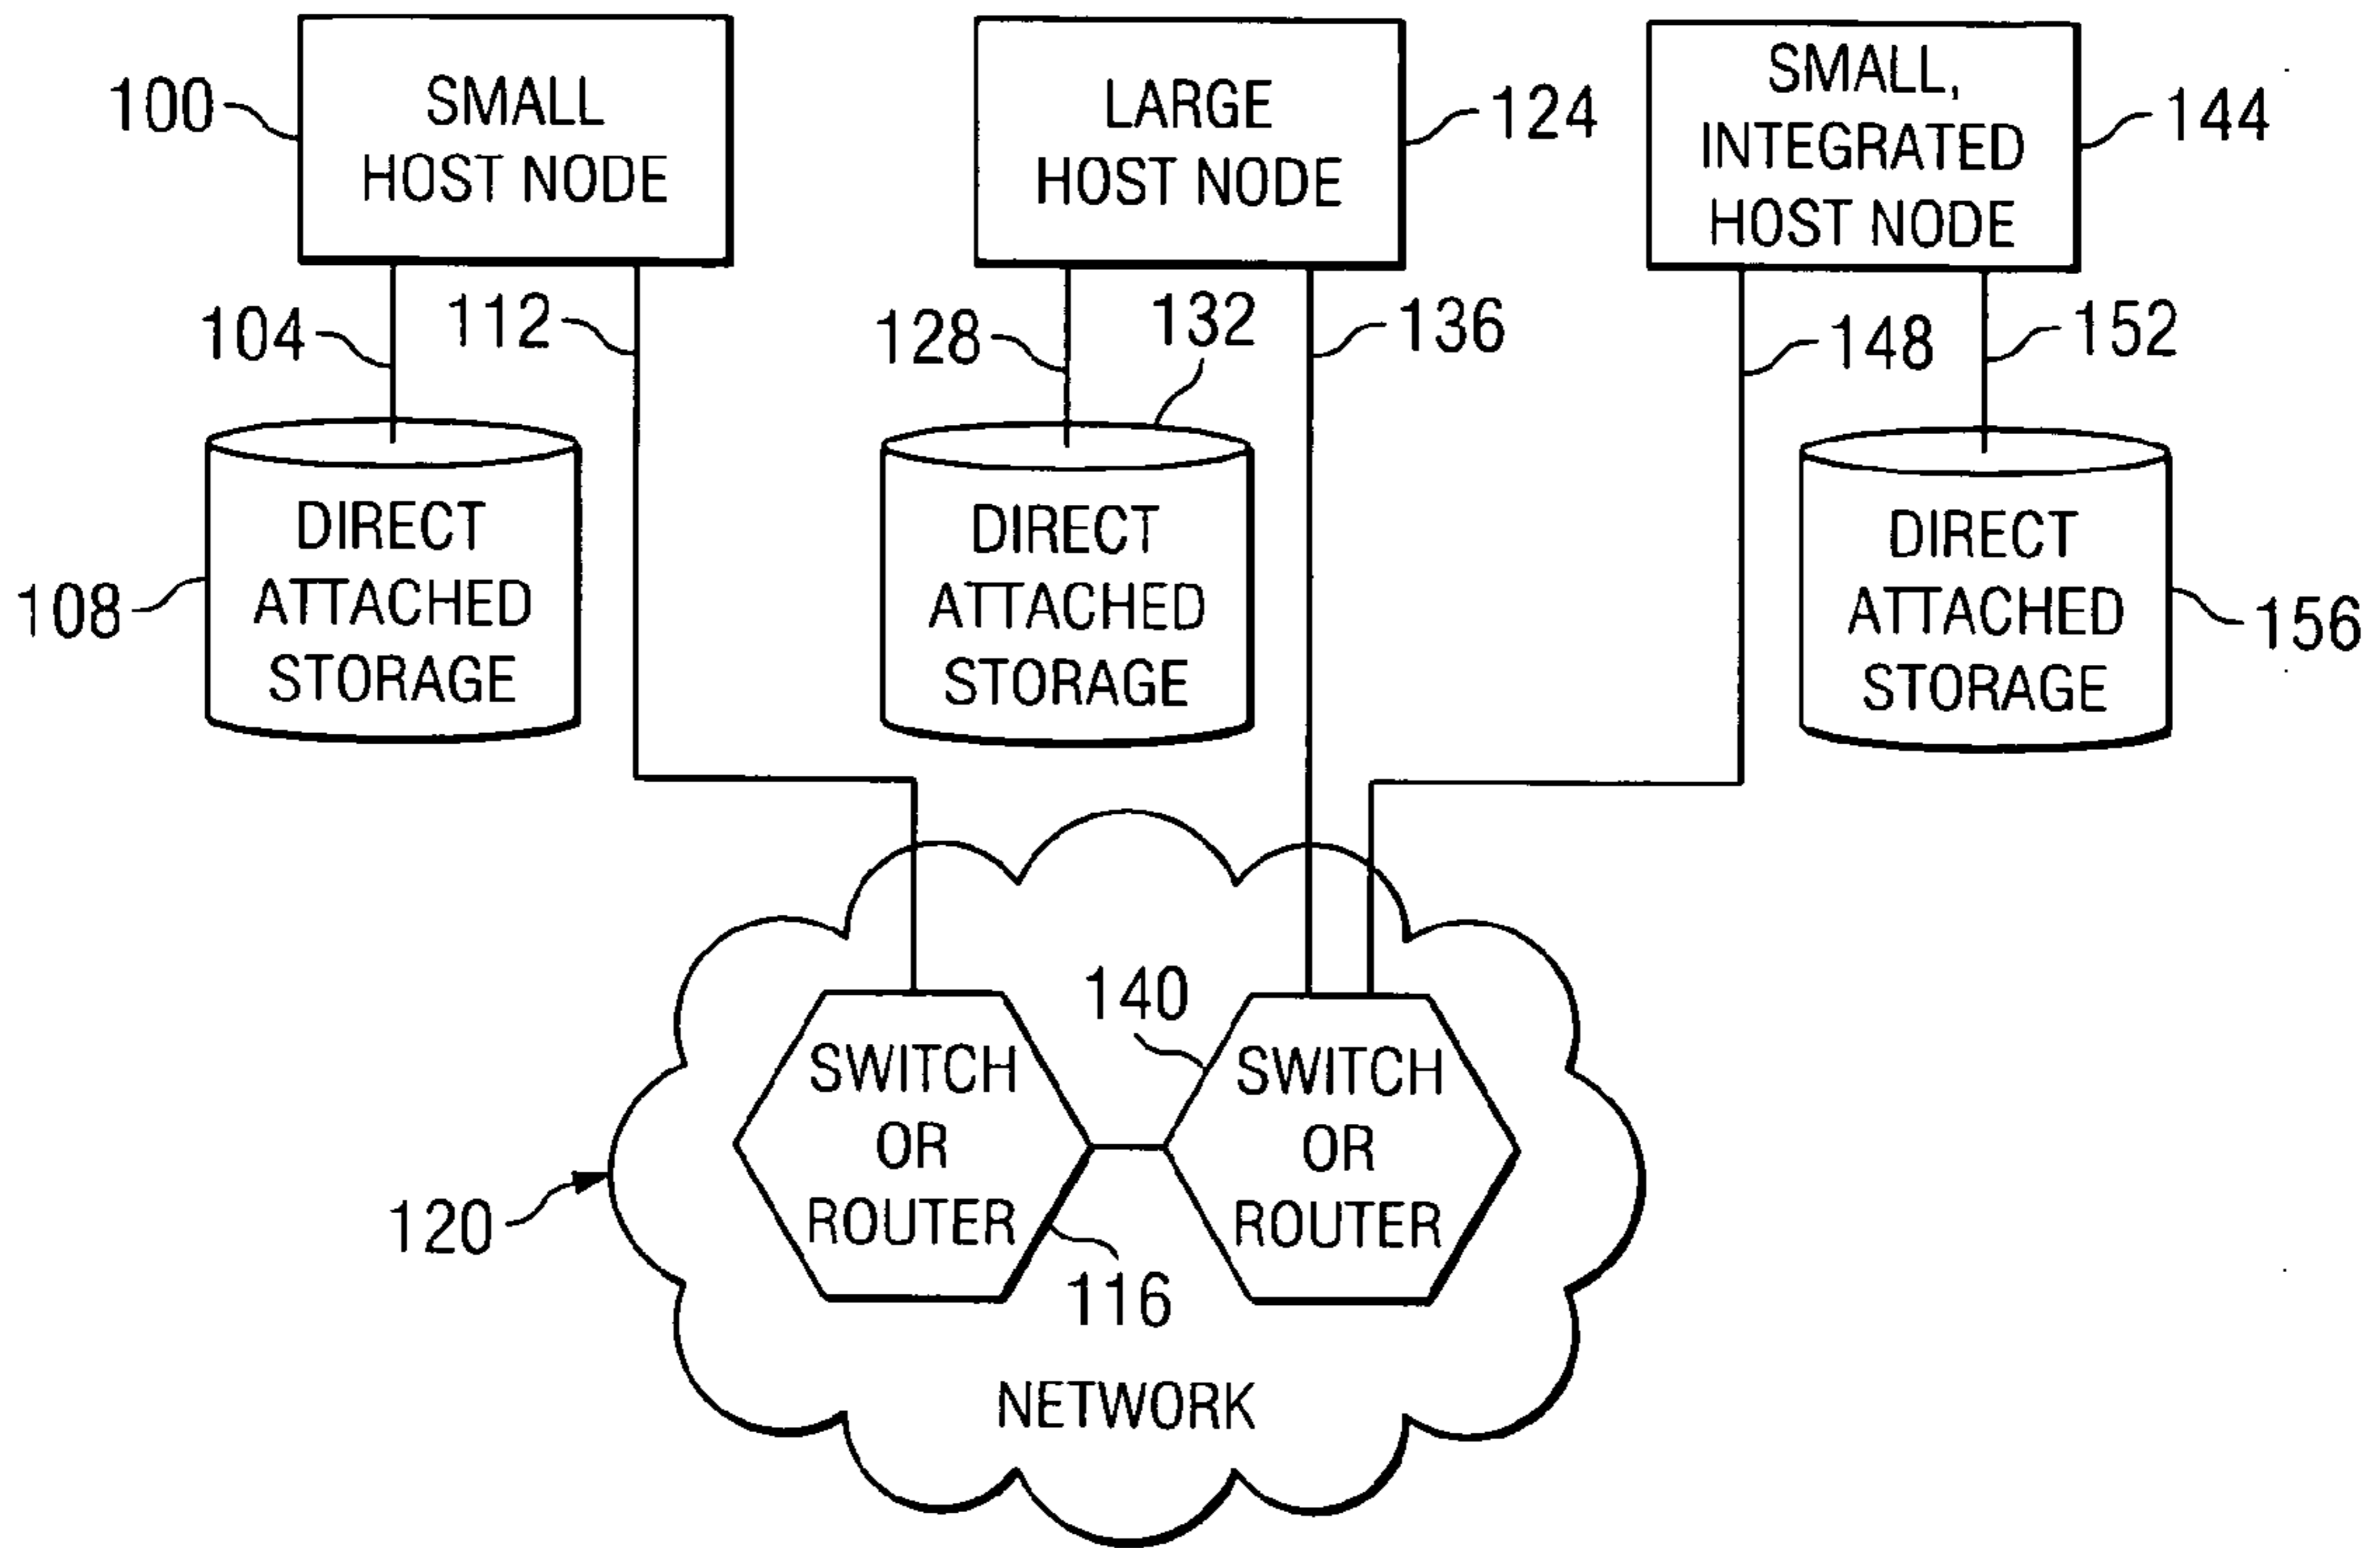 100
SMALL
HOST NODE
LARGE
HOST NODE
124
SMALL,
INTEGRATED
HOST NODE
144
104
112
128
132
136
148
152
108
DIRECT
ATTACHED
STORAGE
DIRECT
ATTACHED
STORAGE
DIRECT
ATTACHED
STORAGE
156
140
SWITCH
OR
ROUTER
SWITCH
OR
ROUTER
120
116
NETWORK